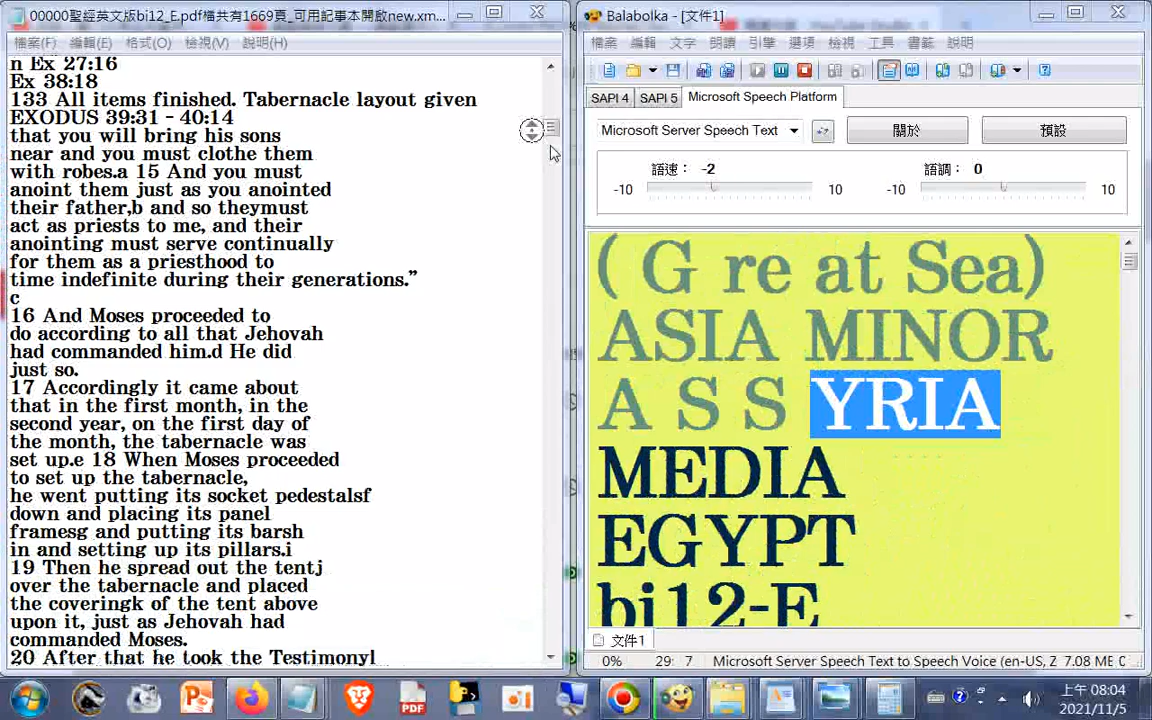 00000聖經英文版bi12_E.pdf檔共有1669頁_可用記事本開啟new.xm...
檔案(F) 編輯(E) 格式(O) 檢視(V) 說明(H)
n Ex 27:16
Ex 38:18
133 All items finished. Tabernacle layout given
EXODUS 39:31 - 40:14
that you will bring his sons
near and you must clothe them
with robes.a 15 And you must
anoint them just as you anointed
their father,b and so theymust
act as priests to me, and their
anointing must serve continually
for them as a priesthood to
time indefinite during their generations.”
c
16 And Moses proceeded to
do according to all that Jehovah
had commanded him.d He did
just so.
17 Accordingly it came about
that in the first month, in the
second year, on the first day of
the month, the tabernacle was
set up.e 18 When Moses proceeded
to set up the tabernacle,
he went putting its socket pedestalsf
down and placing its panel
framesg and putting its barsh
in and setting up its pillars.i
19 Then he spread out the tentj
over the tabernacle and placed
the coveringk of the tent above
upon it, just as Jehovah had
commanded Moses.
20 After that he took the Testimonyl
Balabolka - [文件1]
檔案 編輯 文字 朗讀 引擎 選項 檢視 工具 書籤 說明
SAPI 4 SAPI 5 Microsoft Speech Platform
Microsoft Server Speech Text 關於 預設
語速: -2 語調: 0
-10 10 -10 10
( G re at Sea)
ASIA MINOR
A S S YRIA
MEDIA
EGYPT
bi12-E
文件1
0% 29: 7 Microsoft Server Speech Text to Speech Voice (en-US, Z 7.08 ME C
PDF
上午 08:04
2021/11/5